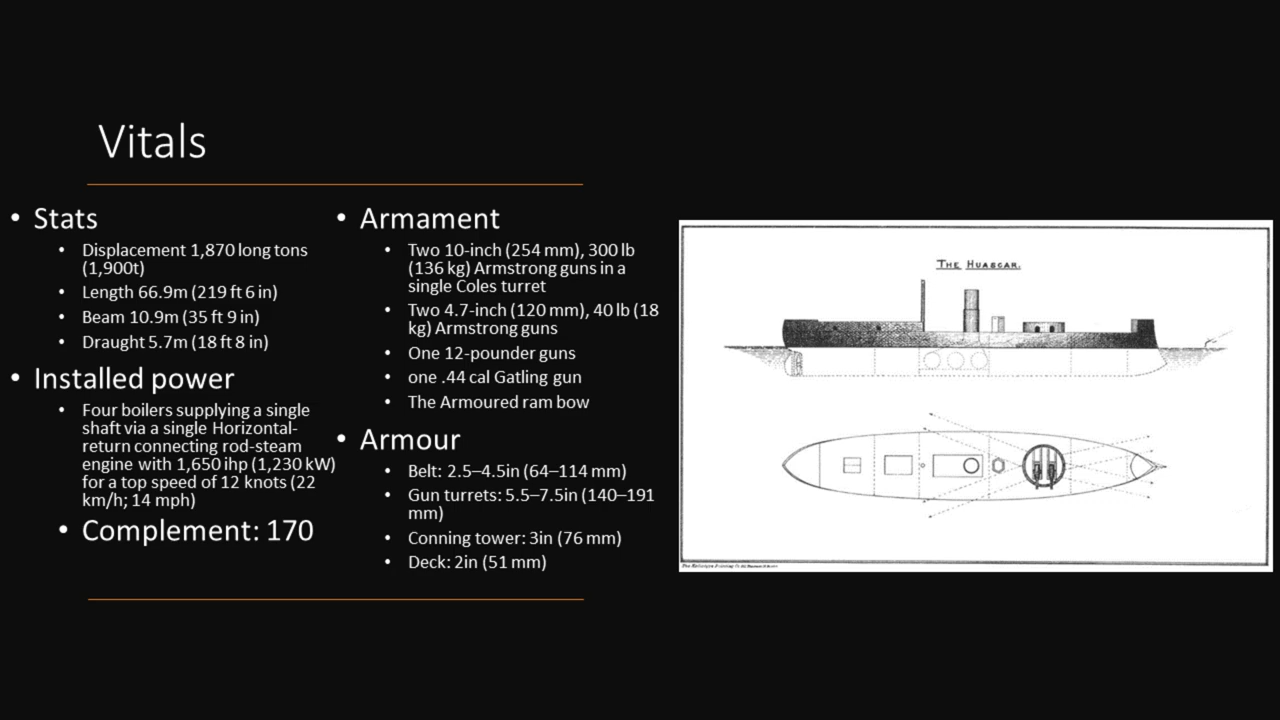 Vitals
• Stats
• Displacement 1,870 long tons
(1,900t)
• Length 66.9m (219 ft 6 in)
• Beam 10.9m (35 ft 9 in)
• Draught 5.7m (18 ft 8 in)
• Installed power
• Four boilers supplying a single
shaft via a single Horizontal-
return connecting rod-steam
engine with 1,650 ihp (1,230 kW)
for a top speed of 12 knots (22
km/h; 14 mph)
• Complement: 170
• Armament
• Two 10-inch (254 mm), 300 lb
(136 kg) Armstrong guns in a
single Coles turret
• Two 4.7-inch (120 mm), 40 lb (18
kg) Armstrong guns
• One 12-pounder guns
• one .44 cal Gatling gun
• The Armoured ram bow
• Armour
• Belt: 2.5–4.5in (64–114 mm)
• Gun turrets: 5.5–7.5in (140–191
mm)
• Conning tower: 3in (76 mm)
• Deck: 2in (51 mm)
THE HUASCAR.